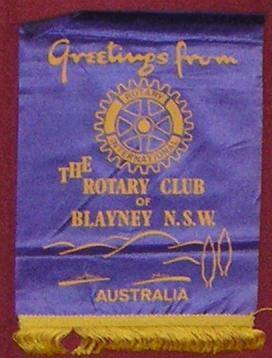 Greetings from
ROTARY
INTERNATIONAL
THE
ROTARY CLUB
OF
BLAYNEY N.S.W.
AUSTRALIA